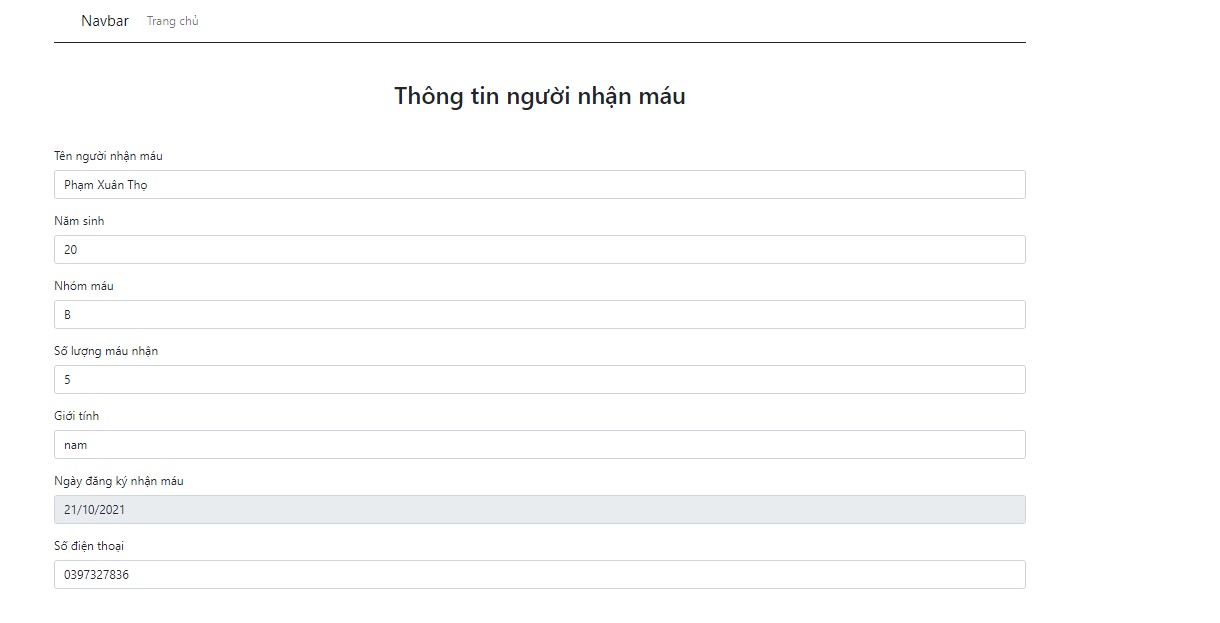 Navbar Trang chủ
Thông tin người nhận máu
Tên người nhận máu
Phạm Xuân Thọ
Năm sinh
20
Nhóm máu
B
Số lượng máu nhận
5
Giới tính
nam
Ngày đăng ký nhận máu
21/10/2021
Số điện thoại
0397327836